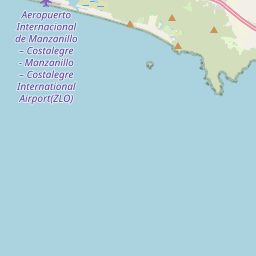 Aeropuerto
Internacional
de Manzanillo
– Costalegre
- Manzanillo
– Costalegre
International
Airport(ZLO)